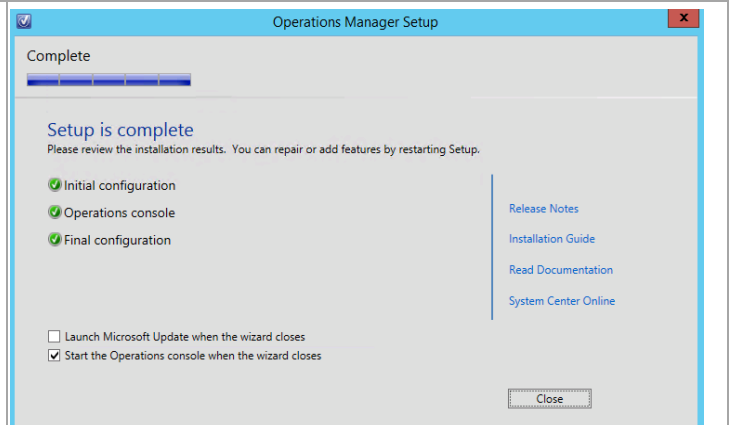 Operations Manager Setup
x
Complete
Setup is complete
Please review the installation results. You can repair or add features by restarting Setup.
Initial configuration
Operations console
Final configuration
Release Notes
Installation Guide
Read Documentation
System Center Online
Launch Microsoft Update when the wizard closes
Start the Operations console when the wizard closes
Close